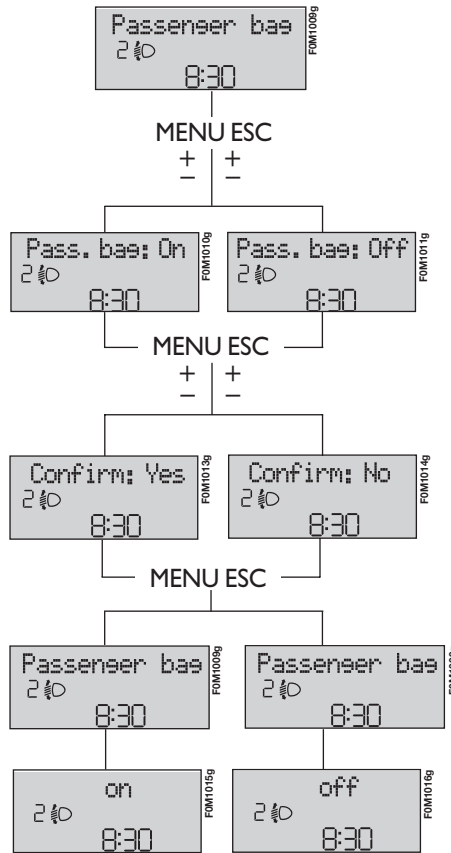 Passenger bag
2
8:30
F0M1009g
MENU ESC
+ +
– –
Pass. bag: On
2
8:30
F0M1010g
Pass. bag: Off
2
8:30
F0M1011g
MENU ESC
+ +
– –
Confirm: Yes
2
8:30
F0M1013g
Confirm: No
2
8:30
F0M1014g
MENU ESC
Passenger bag
2
8:30
F0M1009g
Passenger bag
2
8:30
on
2
8:30
F0M1015g
off
2
8:30
F0M1016g